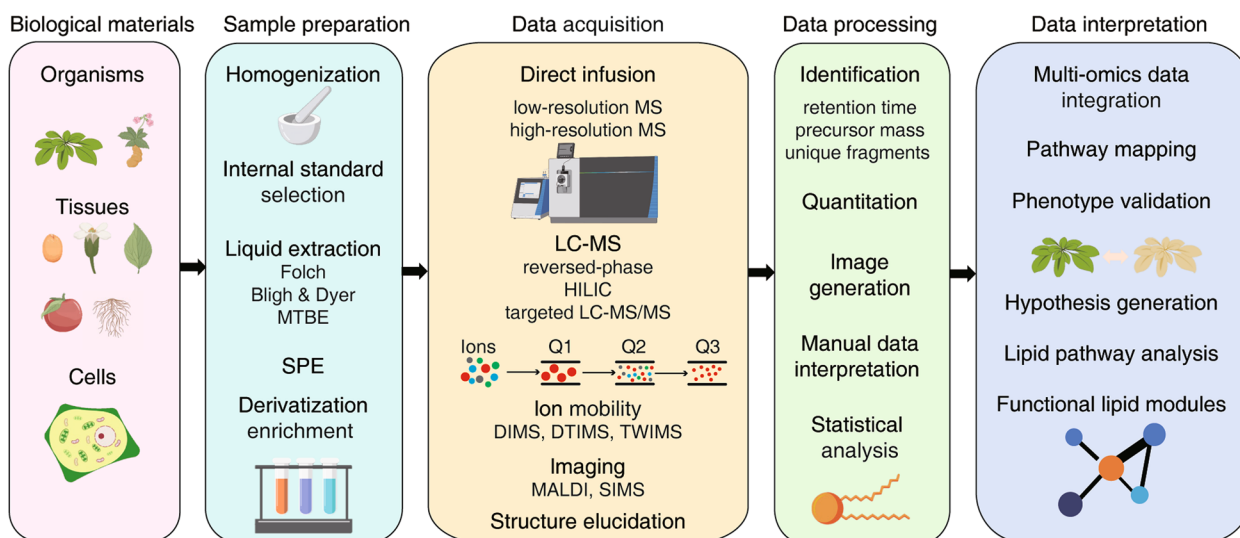 Biological materials
Organisms
Tissues
Cells
Sample preparation
Homogenization
Internal standard
selection
Liquid extraction
Folch
Bligh & Dyer
MTBE
SPE
Derivatization
enrichment
Data acquisition
Direct infusion
low-resolution MS
high-resolution MS
LC-MS
reversed-phase
HILIC
targeted LC-MS/MS
Ions Q1 Q2 Q3
Ion mobility
DIMS, DTIMS, TWIMS
Imaging
MALDI, SIMS
Structure elucidation
Data processing
Identification
retention time
precursor mass
unique fragments
Quantitation
Image
generation
Manual data
interpretation
Statistical
analysis
Data interpretation
Multi-omics data
integration
Pathway mapping
Phenotype validation
Hypothesis generation
Lipid pathway analysis
Functional lipid modules